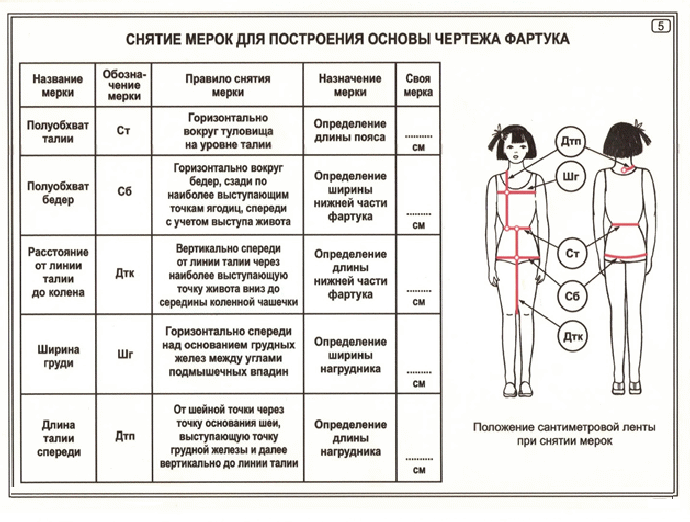 5
СНЯТИЕ МЕРОК ДЛЯ ПОСТРОЕНИЯ ОСНОВЫ ЧЕРТЕЖА ФАРТУКА
Название
мерки
Обозна-
чение
мерки
Правило снятия
мерки
Назначение
мерки
Своя
мерка
Полуобхват
талии
Ст
Горизонтально
вокруг туловища
на уровне талии
Определение
длины пояса
.........
см
Полуобхват
бедер
Сб
Горизонтально вокруг
бедер, сзади по
наиболее выступающим
точкам ягодиц, спереди
с учетом выступа живота
Определение
ширины
нижней части
фартука
.........
см
Расстояние
от линии
талии
до колена
Дтк
Вертикально спереди
от линии талии через
наиболее выступающую
точку живота вниз до
середины коленной чашечки
Определение
длины
нижней части
фартука
.........
см
Ширина
груди
Шг
Горизонтально спереди
над основанием грудных
желез между углами
подмышечных впадин
Определение
ширины
нагрудника
.........
см
Длина
талии
спереди
Дтп
От шейной точки через
точку основания шеи,
выступающую точку
грудной железы и далее
вертикально до линии талии
Определение
длины
нагрудника
.........
см
Дтп
Шг
Ст
Сб
Дтк
Положение сантиметровой ленты
при снятии мерок